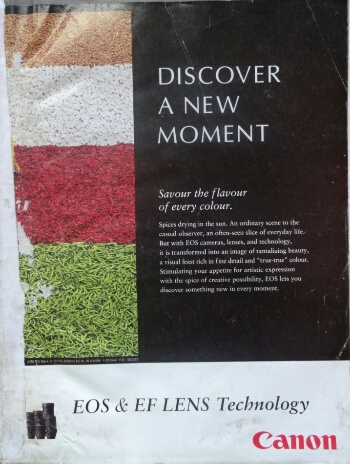 DISCOVER
A NEW
MOMENT
Savour the flavour
of every colour.
Spices drying in the sun. An ordinary scene to the
casual observer, an often-seen slice of everyday life.
But with EOS cameras, lenses, and technology,
it is transformed into an image of tantalizing beauty,
a visual feast rich in fine detail and "true-true" colour.
Stimulating your appetite for artistic expression
with the spice of creative possibility, EOS lets you
discover something new in every moment.
EOS & EF LENS Technology
Canon